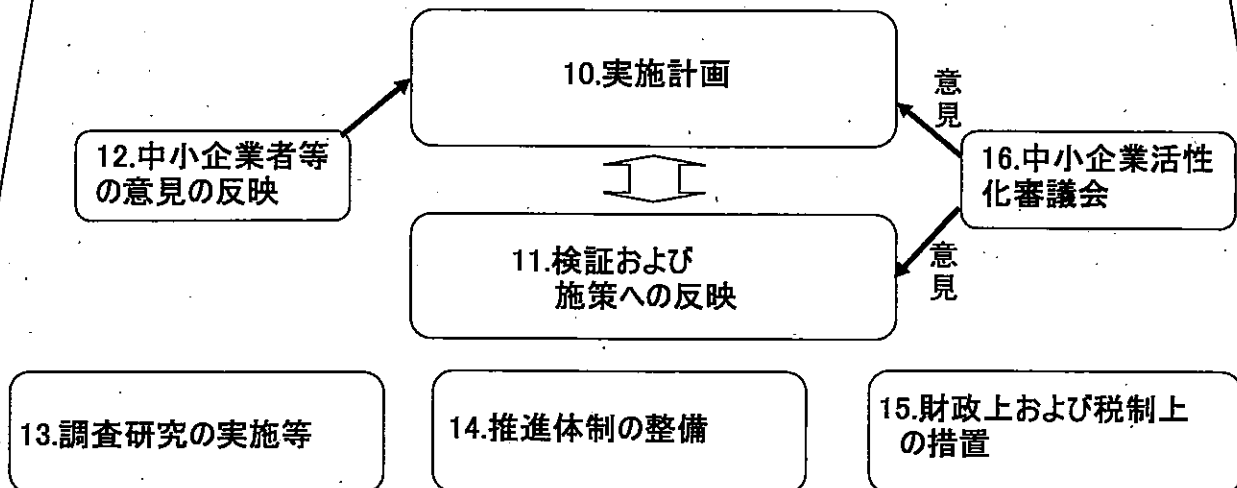 10.実施計画
意見
12.中小企業者等
の意見の反映
16.中小企業活性
化審議会
11.検証および
施策への反映
意見
13.調査研究の実施等
14.推進体制の整備
15.財政上および税制上
の措置